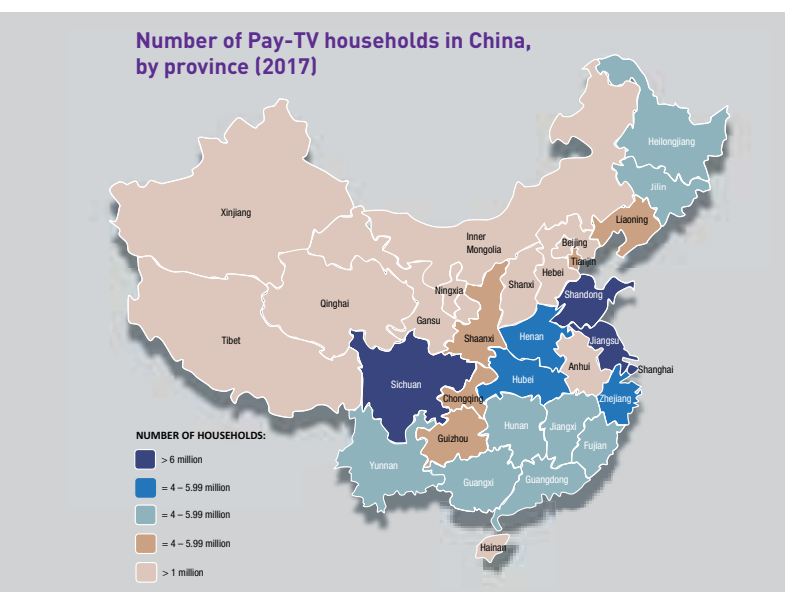 Number of Pay-TV households in China,
by province (2017)
Heilongjiang
Jilin
Liaoning
Xinjiang
Inner
Mongolia
Beijing
Tianjin
Hebei
Shanxi
Ningxia
Shandong
Qinghai
Gansu
Shaanxi
Henan
Jiangsu
Tibet
Anhui
Shanghai
Sichuan
Hubei
Chongqing
Zhejiang
Hunan
Jiangxi
Guizhou
Fujian
Yunnan
Guangxi
Guangdong
Hainan
NUMBER OF HOUSEHOLDS:
> 6 million
= 4 – 5.99 million
= 4 – 5.99 million
= 4 – 5.99 million
> 1 million